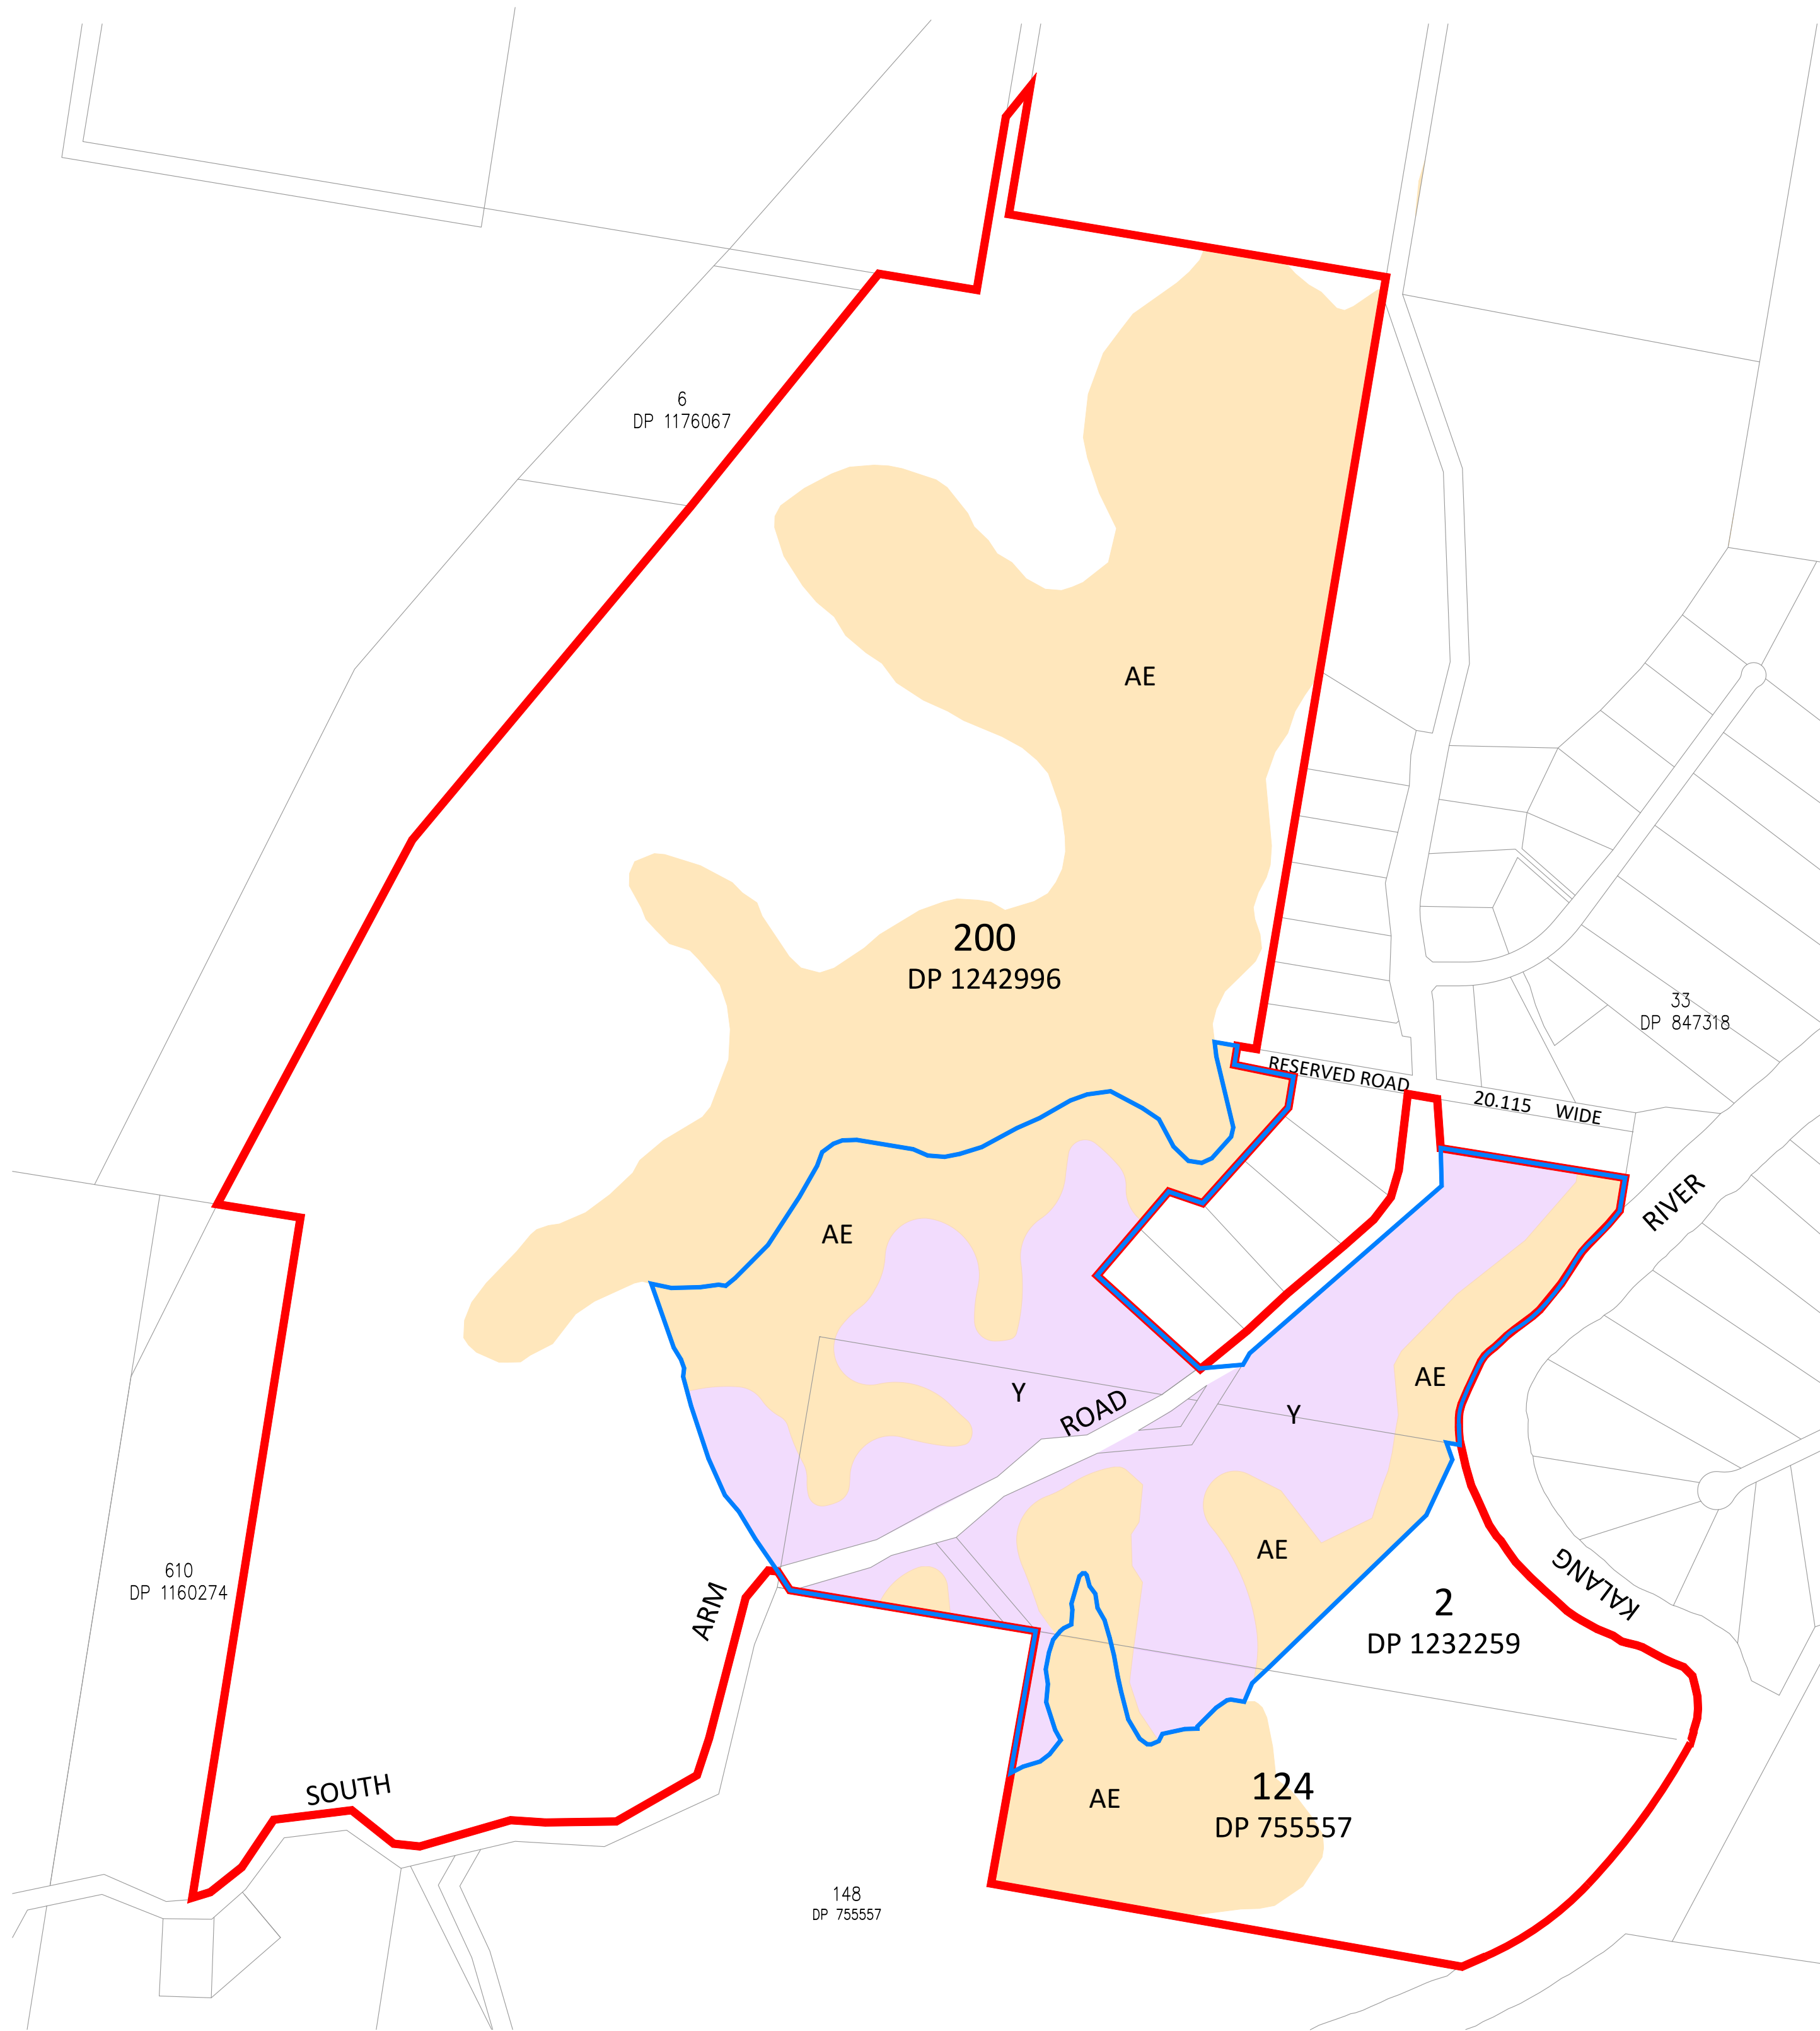 6
DP 1176067
AE
200
DP 1242996
33
DP 847318
RESERVED ROAD
20.115 WIDE
RIVER
AE
AE
Y
ROAD
Y
AE
KALANG
610
DP 1160274
ARM
2
DP 1232259
SOUTH
AE
124
DP 755557
148
DP 755557